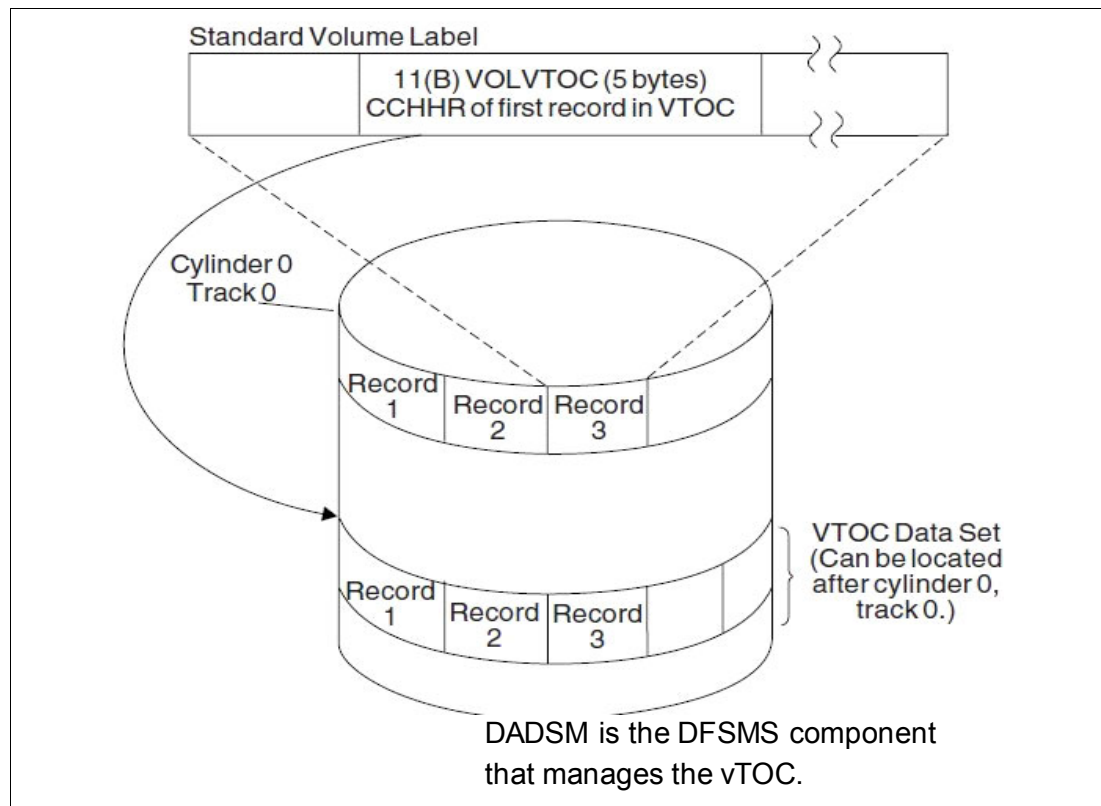 Standard Volume Label
11(B) VOLVTOC (5 bytes)
CCHHR of first record in VTOC
Cylinder 0
Track 0
Record
1
Record
2
Record
3
VTOC Data Set
(Can be located
after cylinder 0,
track 0.)
Record
1
Record
2
Record
3
DADSM is the DFSMS component
that manages the vTOC.